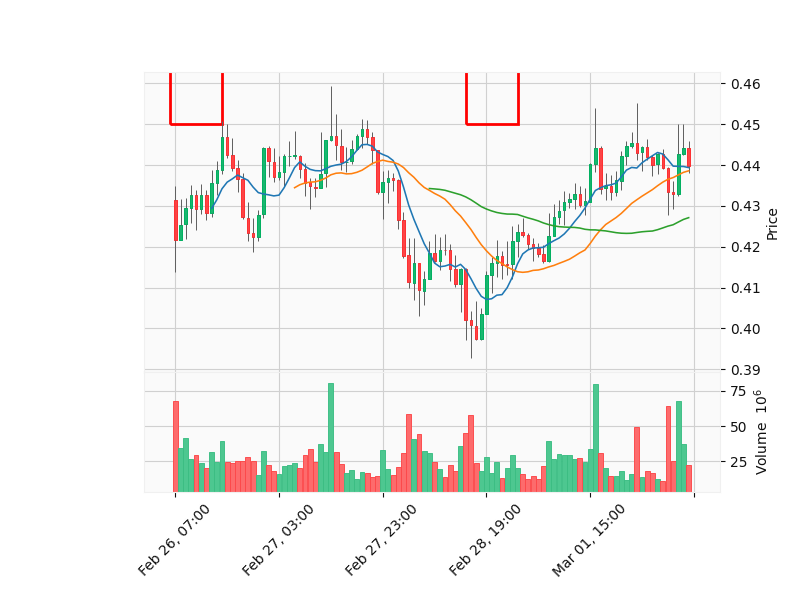 0.46
0.45
0.44
0.43
0.42
0.41
0.40
0.39
Price
75
50
25
Volume 10⁶
Feb 26, 07:00
Feb 27, 03:00
Feb 27, 23:00
Feb 28, 19:00
Mar 01, 15:00